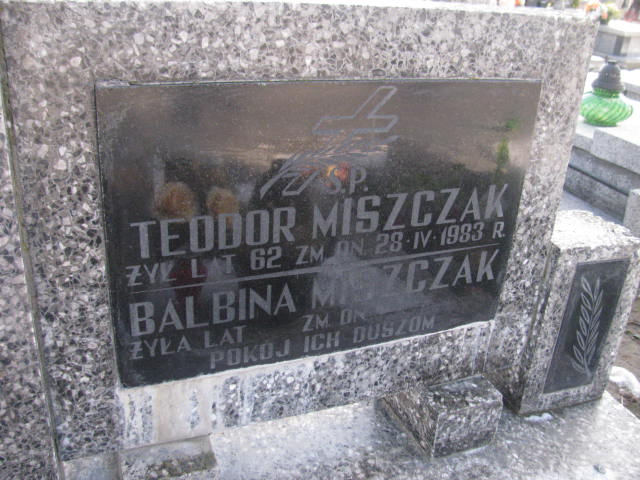 Ś.P.
TEODOR MISZCZAK
ŻYŁ LAT 62 ZM DN 28·IV·1983 R.
BALBINA MISZCZAK
ŻYŁA LAT ZM DN
POKÓJ ICH DUSZOM